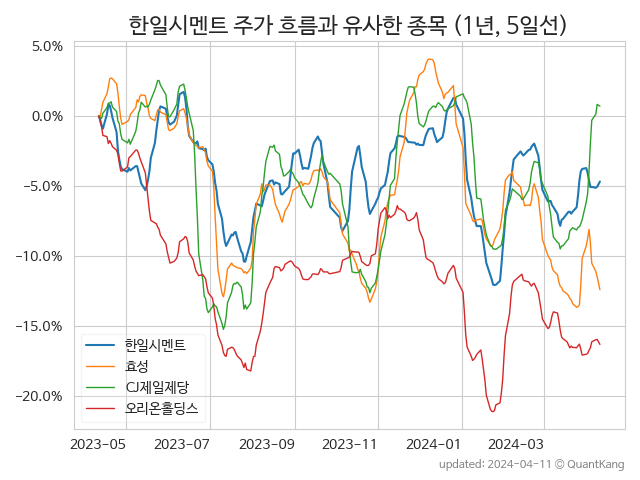 한일시멘트 주가 흐름과 유사한 종목 (1년, 5일선)
5.0%
0.0%
−5.0%
−10.0%
−15.0%
−20.0%
한일시멘트
효성
CJ제일제당
오리온홀딩스
2023-05 2023-07 2023-09 2023-11 2024-01 2024-03
updated: 2024-04-11 © QuantKang